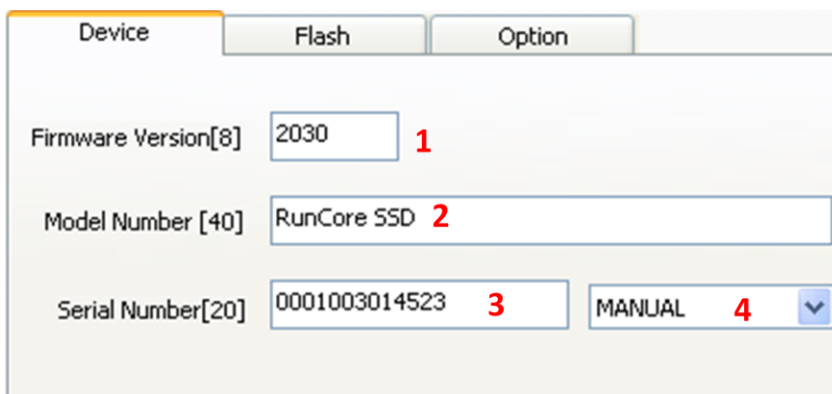 Device Flash Option
Firmware Version[8] 2030 1
Model Number [40] RunCore SSD 2
Serial Number[20] 0001003014523 3 MANUAL 4